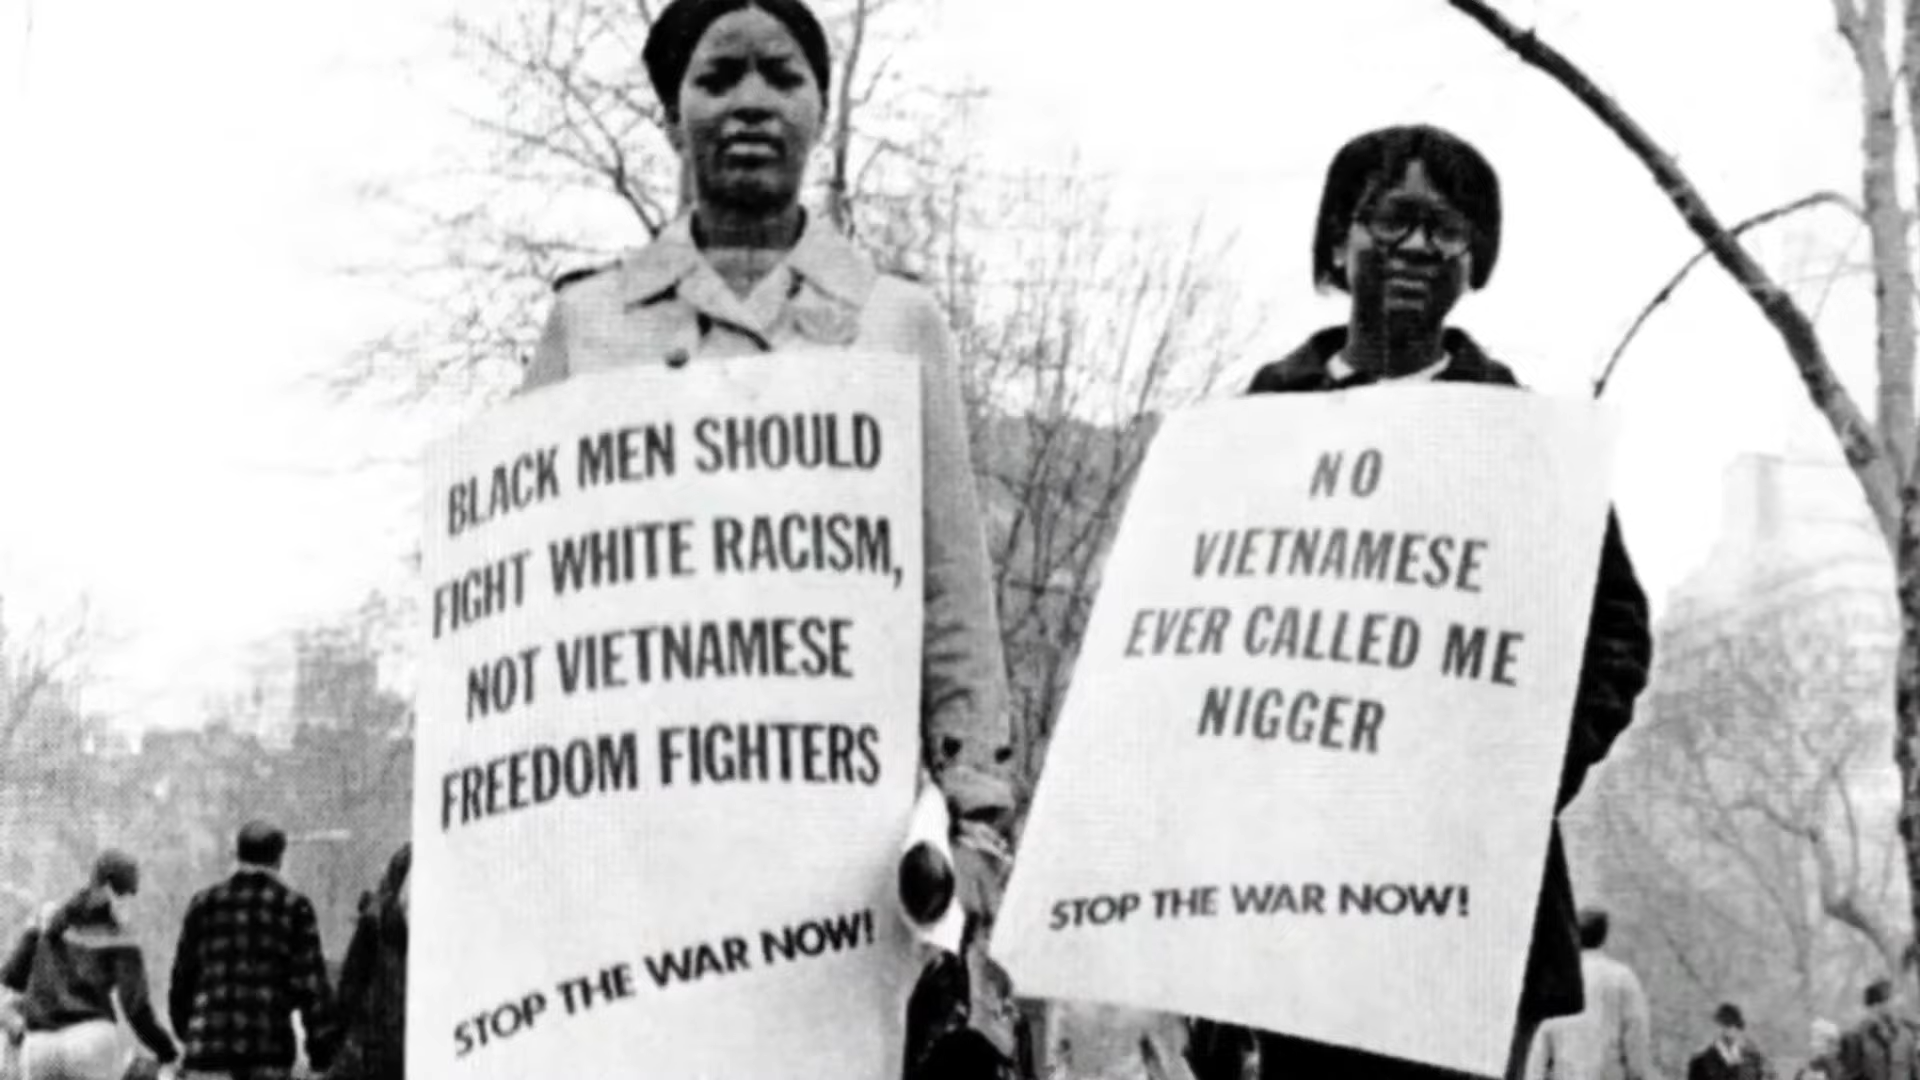 BLACK MEN SHOULD
FIGHT WHITE RACISM,
NOT VIETNAMESE
FREEDOM FIGHTERS
STOP THE WAR NOW!
NO
VIETNAMESE
EVER CALLED ME
NIGGER
STOP THE WAR NOW!